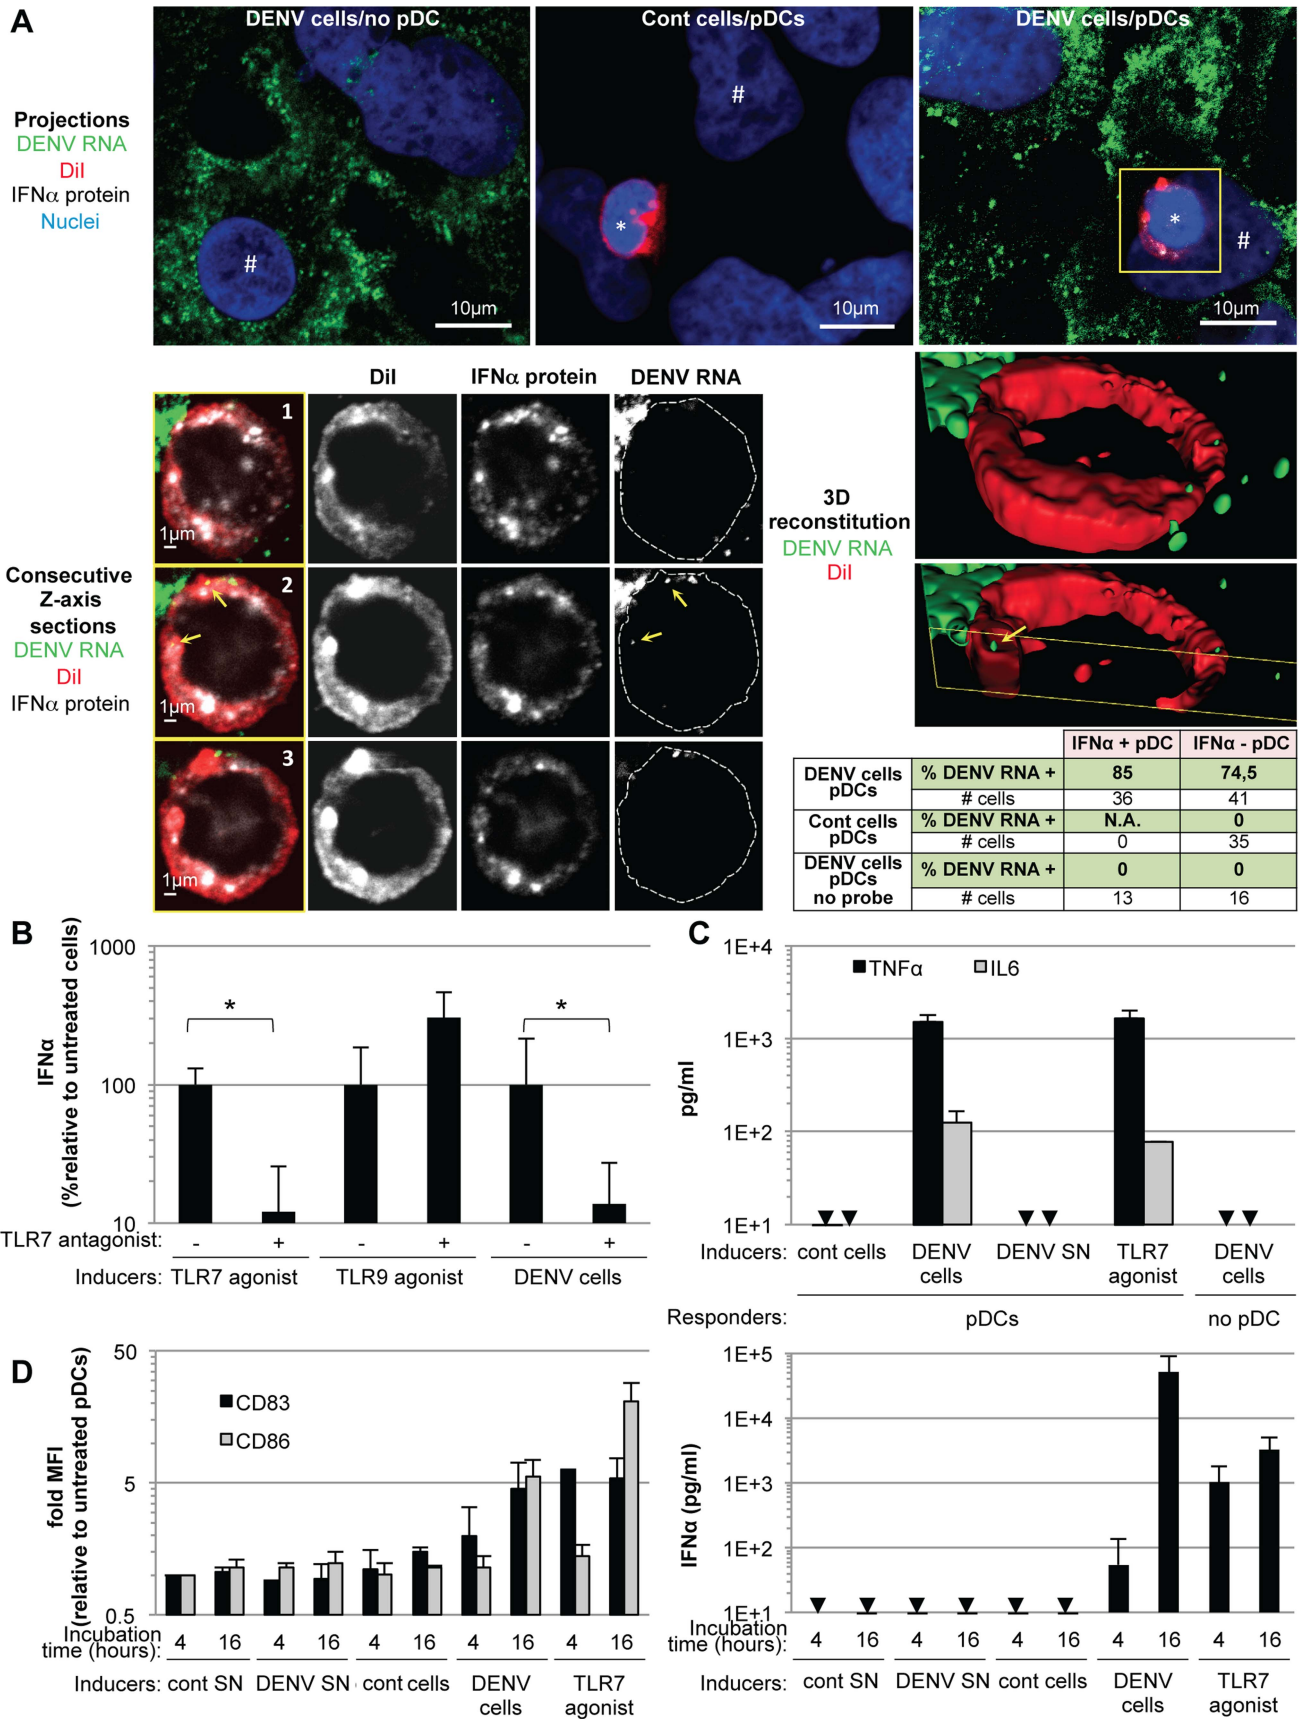 A
DENV cells/no pDC
Cont cells/pDCs
DENV cells/pDCs
Projections
DENV RNA
DiI
IFNα protein
Nuclei
#
#
*
*
#
10µm
10µm
10µm
DiI
IFNα protein
DENV RNA
1
1µm
2
1µm
3
1µm
Consecutive
Z-axis
sections
DENV RNA
DiI
IFNα protein
3D
reconstitution
DENV RNA
DiI
IFNα + pDC IFNα - pDC
DENV cells
pDCs
% DENV RNA + 85 74,5
# cells 36 41
Cont cells
pDCs
% DENV RNA + N.A. 0
# cells 0 35
DENV cells
pDCs
no probe
% DENV RNA + 0 0
# cells 13 16
B
IFNα
(%relative to untreated cells)
1000
100
10
*
*
TLR7 antagonist: - + - + - +
Inducers: TLR7 agonist TLR9 agonist DENV cells
C
pg/ml
1E+4
1E+3
1E+2
1E+1
TNFα IL6
Inducers: cont cells DENV cells DENV SN TLR7 agonist DENV cells
Responders: pDCs no pDC
D
fold MFI
(relative to untreated pDCs)
50
5
0.5
CD83
CD86
Incubation
time (hours): 4 16 4 16 4 16 4 16 4 16
Inducers: cont SN DENV SN cont cells DENV cells TLR7 agonist
IFNα (pg/ml)
1E+5
1E+4
1E+3
1E+2
1E+1
Incubation
time (hours): 4 16 4 16 4 16 4 16 4 16
Inducers: cont SN DENV SN cont cells DENV cells TLR7 agonist